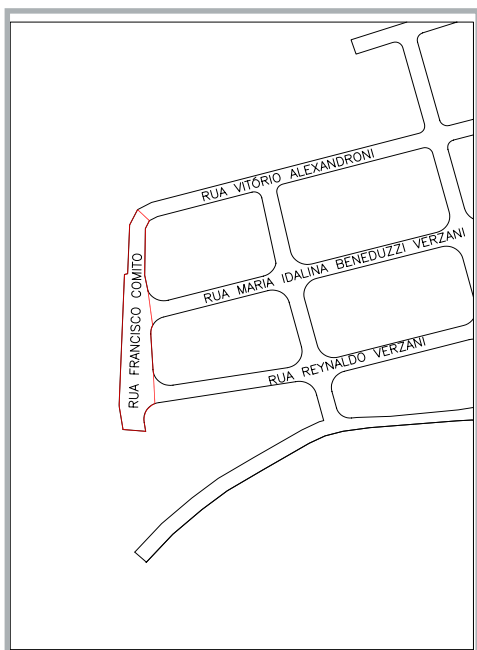 RUA VITÓRIO ALEXANDRONI
RUA MARIA IDALINA BENEDUZZI VERZANI
RUA FRANCISCO COMITO
RUA REYNALDO VERZANI